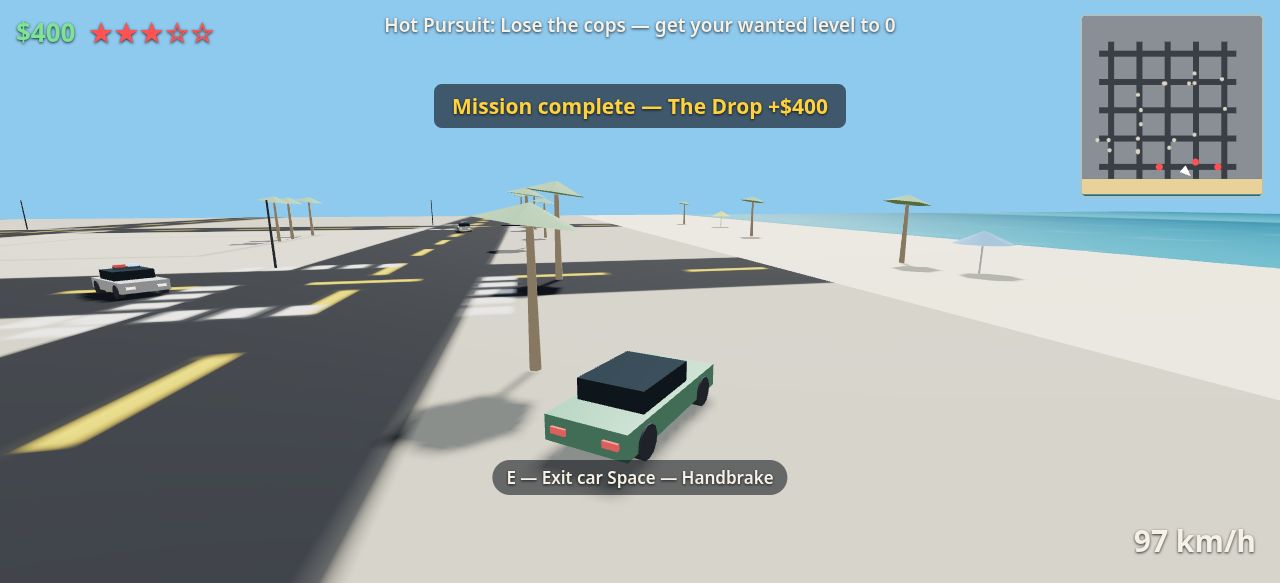 $400 ★★★☆☆
Hot Pursuit: Lose the cops — get your wanted level to 0
Mission complete — The Drop +$400
E — Exit car Space — Handbrake
97 km/h